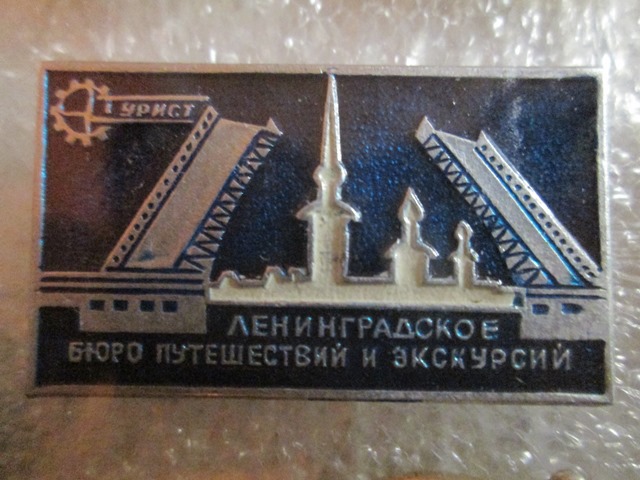 ТУРИСТ
ЛЕНИНГРАДСКОЕ
БЮРО ПУТЕШЕСТВИЙ И ЭКСКУРСИЙ